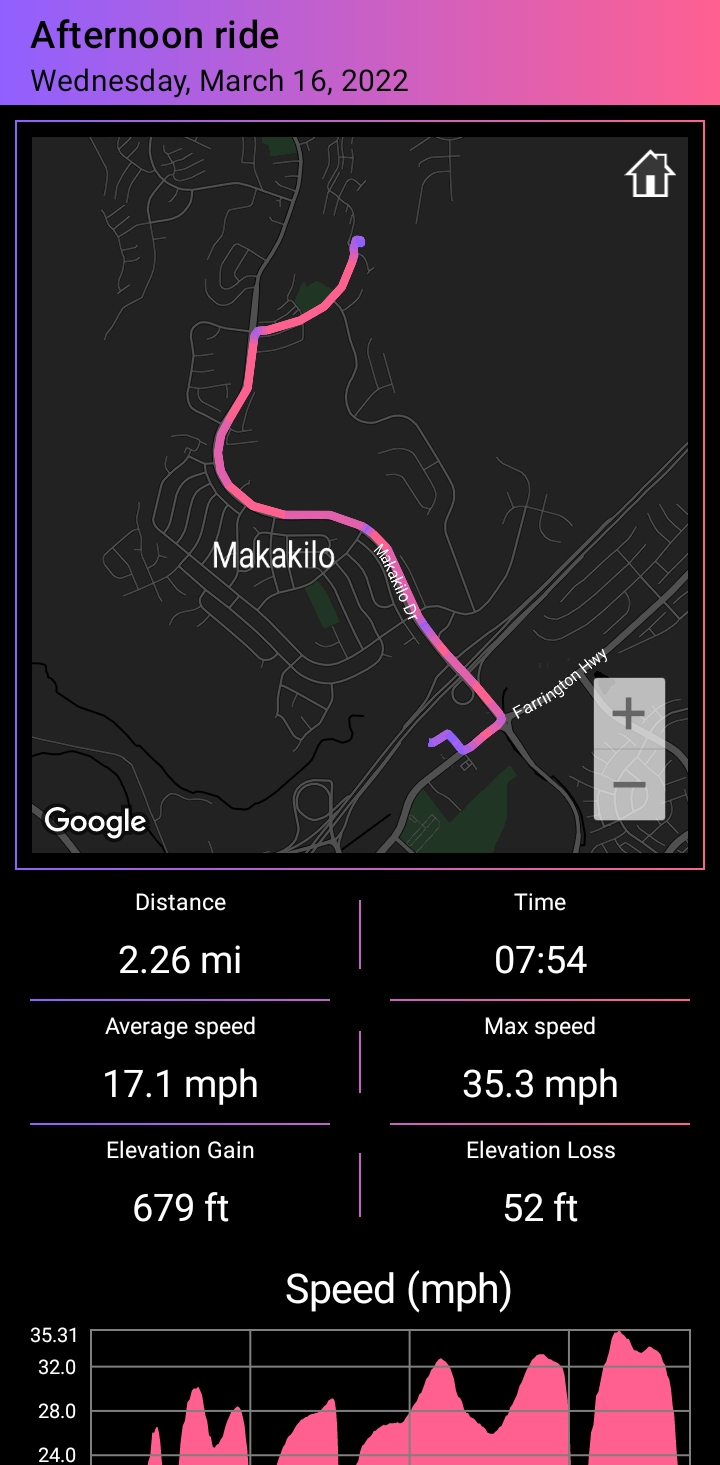 Afternoon ride
Wednesday, March 16, 2022
Makakilo
Makakilo Dr
Farrington Hwy
+
−
Google
Distance
Time
2.26 mi
07:54
Average speed
Max speed
17.1 mph
35.3 mph
Elevation Gain
Elevation Loss
679 ft
52 ft
Speed (mph)
35.31
32.0
28.0
24.0